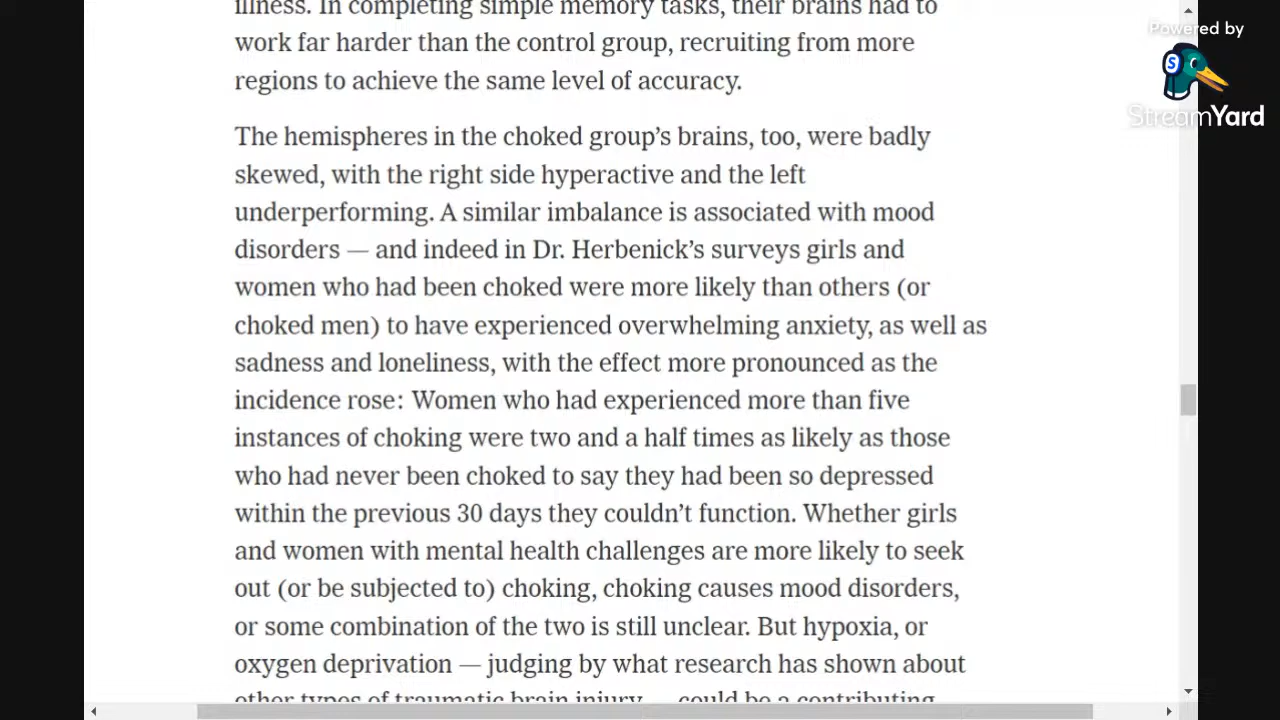 illness. In completing simple memory tasks, their brains had to
work far harder than the control group, recruiting from more
regions to achieve the same level of accuracy.
The hemispheres in the choked group’s brains, too, were badly
skewed, with the right side hyperactive and the left
underperforming. A similar imbalance is associated with mood
disorders — and indeed in Dr. Herbenick’s surveys girls and
women who had been choked were more likely than others (or
choked men) to have experienced overwhelming anxiety, as well as
sadness and loneliness, with the effect more pronounced as the
incidence rose: Women who had experienced more than five
instances of choking were two and a half times as likely as those
who had never been choked to say they had been so depressed
within the previous 30 days they couldn’t function. Whether girls
and women with mental health challenges are more likely to seek
out (or be subjected to) choking, choking causes mood disorders,
or some combination of the two is still unclear. But hypoxia, or
oxygen deprivation — judging by what research has shown about
other types of traumatic brain injury — could be a contributing
Powered by
S
StreamYard